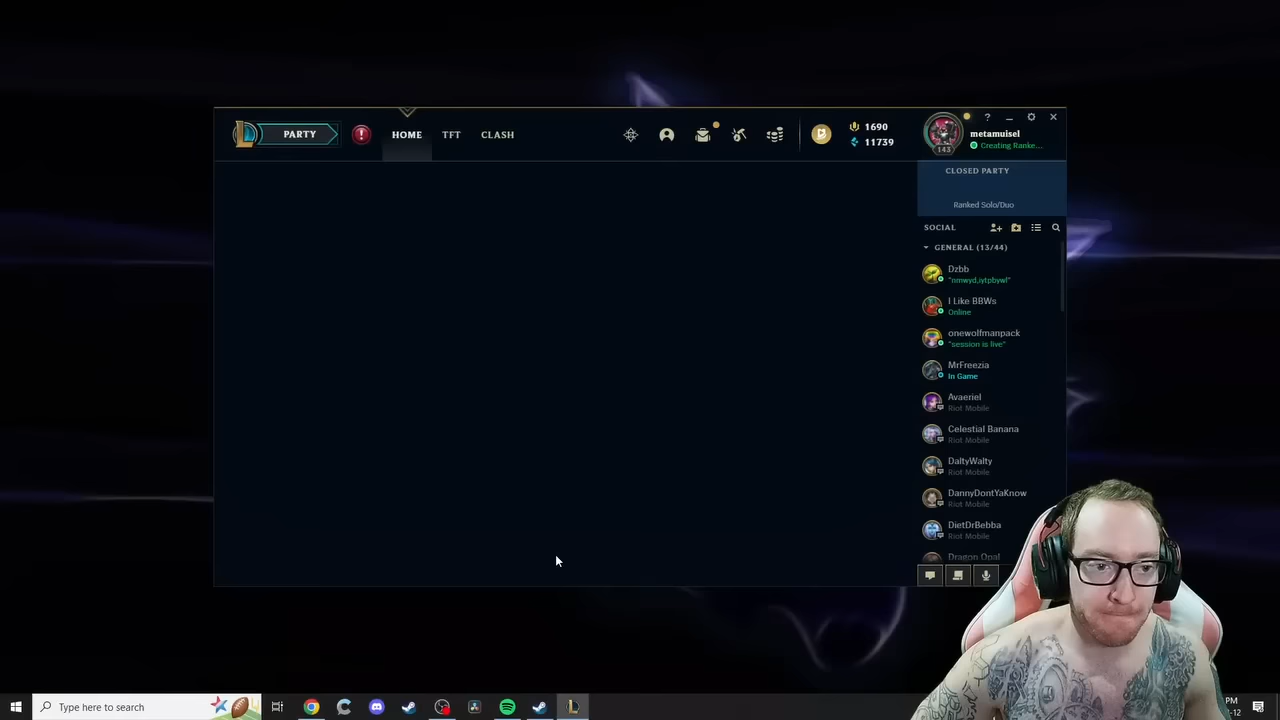 PARTY
HOME
TFT
CLASH
1690
11739
143
metamuisel
Creating Ranke...
CLOSED PARTY
Ranked Solo/Duo
SOCIAL
GENERAL (13/44)
Dzbb
"nmwyd,iytpbywl"
I Like BBWs
Online
onewolfmanpack
"session is live"
MrFreezia
In Game
Avaeriel
Riot Mobile
Celestial Banana
Riot Mobile
DaltyWalty
Riot Mobile
DannyDontYaKnow
Riot Mobile
DietDrBebba
Riot Mobile
Dragon Opal
Type here to search
PM
-12